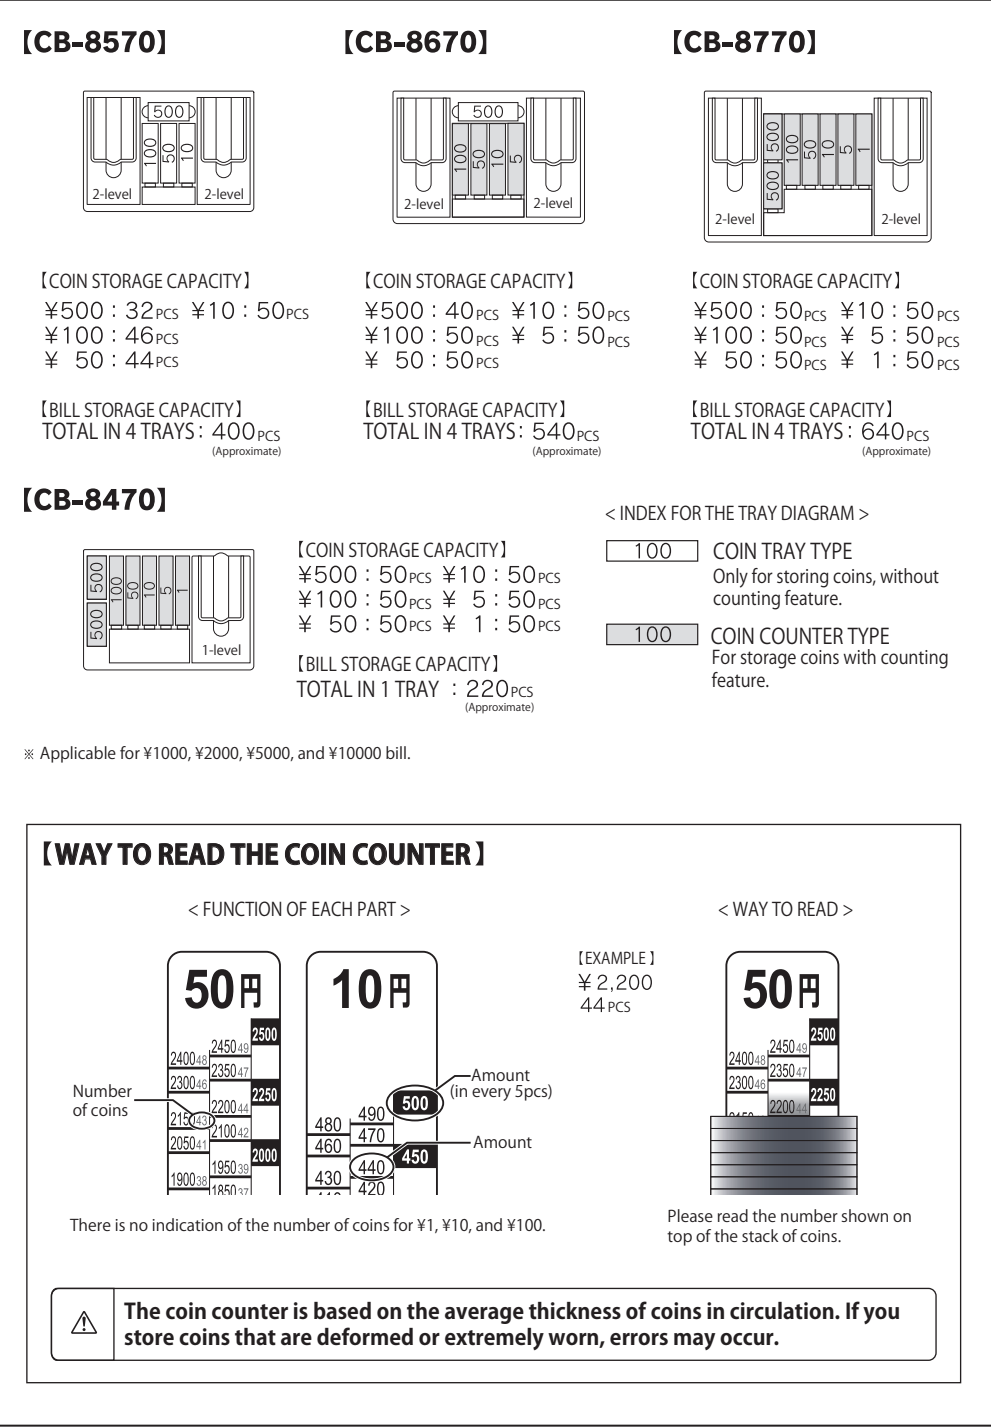 【CB-8570】
500
100
50
10
2-level
2-level
【COIN STORAGE CAPACITY】
¥500：32PCS ¥10：50PCS
¥100：46PCS
¥ 50：44PCS
【BILL STORAGE CAPACITY】
TOTAL IN 4 TRAYS：400PCS
(Approximate)
【CB-8670】
500
100
50
10
5
2-level
2-level
【COIN STORAGE CAPACITY】
¥500：40PCS ¥10：50PCS
¥100：50PCS ¥ 5：50PCS
¥ 50：50PCS
【BILL STORAGE CAPACITY】
TOTAL IN 4 TRAYS：540PCS
(Approximate)
【CB-8770】
500
500
100
50
10
5
1
2-level
2-level
【COIN STORAGE CAPACITY】
¥500：50PCS ¥10：50PCS
¥100：50PCS ¥ 5：50PCS
¥ 50：50PCS ¥ 1：50PCS
【BILL STORAGE CAPACITY】
TOTAL IN 4 TRAYS：640PCS
(Approximate)
【CB-8470】
500
500
100
50
10
5
1
1-level
【COIN STORAGE CAPACITY】
¥500：50PCS ¥10：50PCS
¥100：50PCS ¥ 5：50PCS
¥ 50：50PCS ¥ 1：50PCS
【BILL STORAGE CAPACITY】
TOTAL IN 1 TRAY ：220PCS
(Approximate)
< INDEX FOR THE TRAY DIAGRAM >
100 COIN TRAY TYPE
Only for storing coins, without
counting feature.
100 COIN COUNTER TYPE
For storage coins with counting
feature.
※ Applicable for ¥1000, ¥2000, ¥5000, and ¥10000 bill.
【WAY TO READ THE COIN COUNTER】
< FUNCTION OF EACH PART >
50円
2500
2450 49
2400 48
2350 47
2300 46
2250
2200 44
2150 43
2100 42
2050 41
2000
1950 39
1900 38
1850 37
Number
of coins
10円
500
490
480
470
460
450
440
430
420
Amount
(in every 5pcs)
Amount
There is no indication of the number of coins for ¥1, ¥10, and ¥100.
< WAY TO READ >
【EXAMPLE】
¥2,200
44PCS
50円
2500
2450 49
2400 48
2350 47
2300 46
2250
2200 44
Please read the number shown on
top of the stack of coins.
⚠
The coin counter is based on the average thickness of coins in circulation. If you
store coins that are deformed or extremely worn, errors may occur.